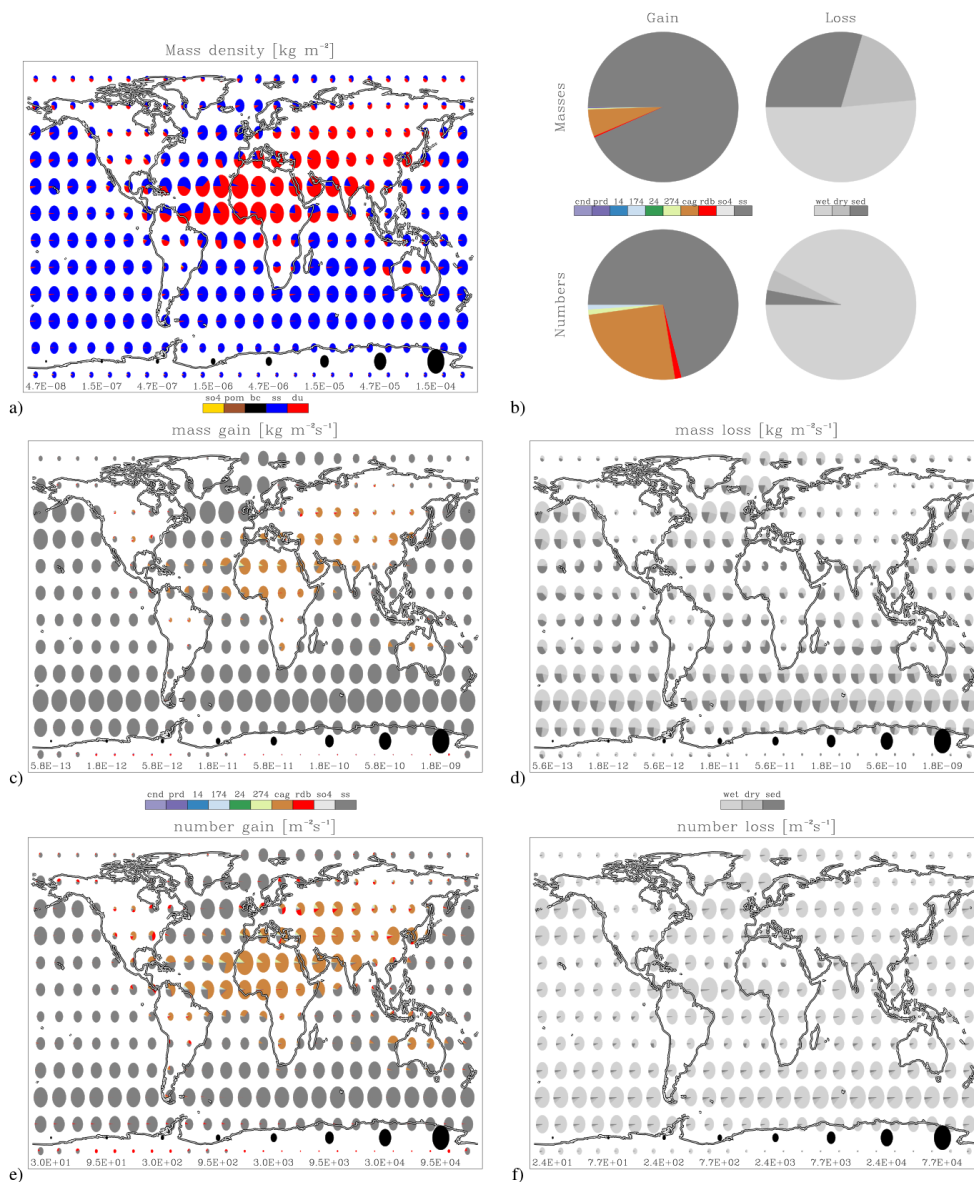 Mass density [kg m⁻²]
4.7E-08 1.5E-07 4.7E-07 1.5E-06 4.7E-06 1.5E-05 4.7E-05 1.5E-04
a)
so4 pom bc ss du
Gain Loss
Masses
cnd prd 14 174 24 274 cag rdb so4 ss
wet dry sed
Numbers
b)
mass gain [kg m⁻²s⁻¹]
5.8E-13 1.8E-12 5.8E-12 1.8E-11 5.8E-11 1.8E-10 5.8E-10 1.8E-09
c)
mass loss [kg m⁻²s⁻¹]
5.6E-13 1.8E-12 5.6E-12 1.8E-11 5.6E-11 1.8E-10 5.6E-10 1.8E-09
d)
cnd prd 14 174 24 274 cag rdb so4 ss
wet dry sed
number gain [m⁻²s⁻¹]
3.0E+01 9.5E+01 3.0E+02 9.5E+02 3.0E+03 9.5E+03 3.0E+04 9.5E+04
e)
number loss [m⁻²s⁻¹]
2.4E+01 7.7E+01 2.4E+02 7.7E+02 2.4E+03 7.7E+03 2.4E+04 7.7E+04
f)